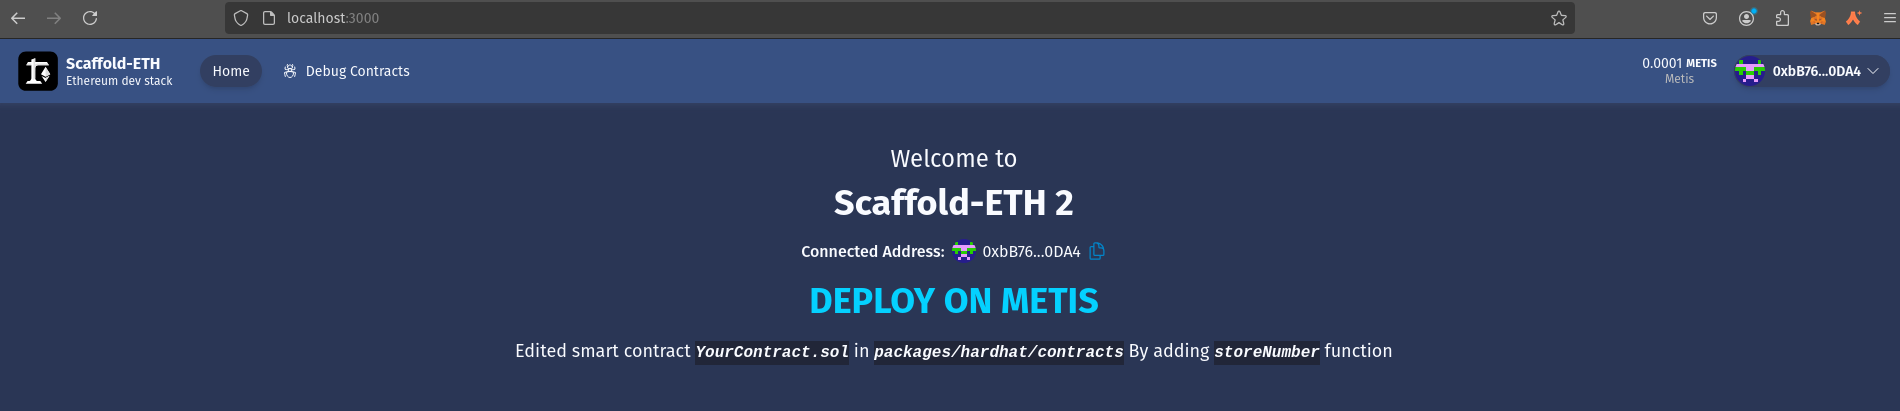 localhost:3000
Scaffold-ETH
Ethereum dev stack
Home
Debug Contracts
0.0001 METIS
Metis
0xbB76...0DA4
Welcome to
Scaffold-ETH 2
Connected Address: 0xbB76...0DA4
DEPLOY ON METIS
Edited smart contract YourContract.sol in packages/hardhat/contracts By adding storeNumber function